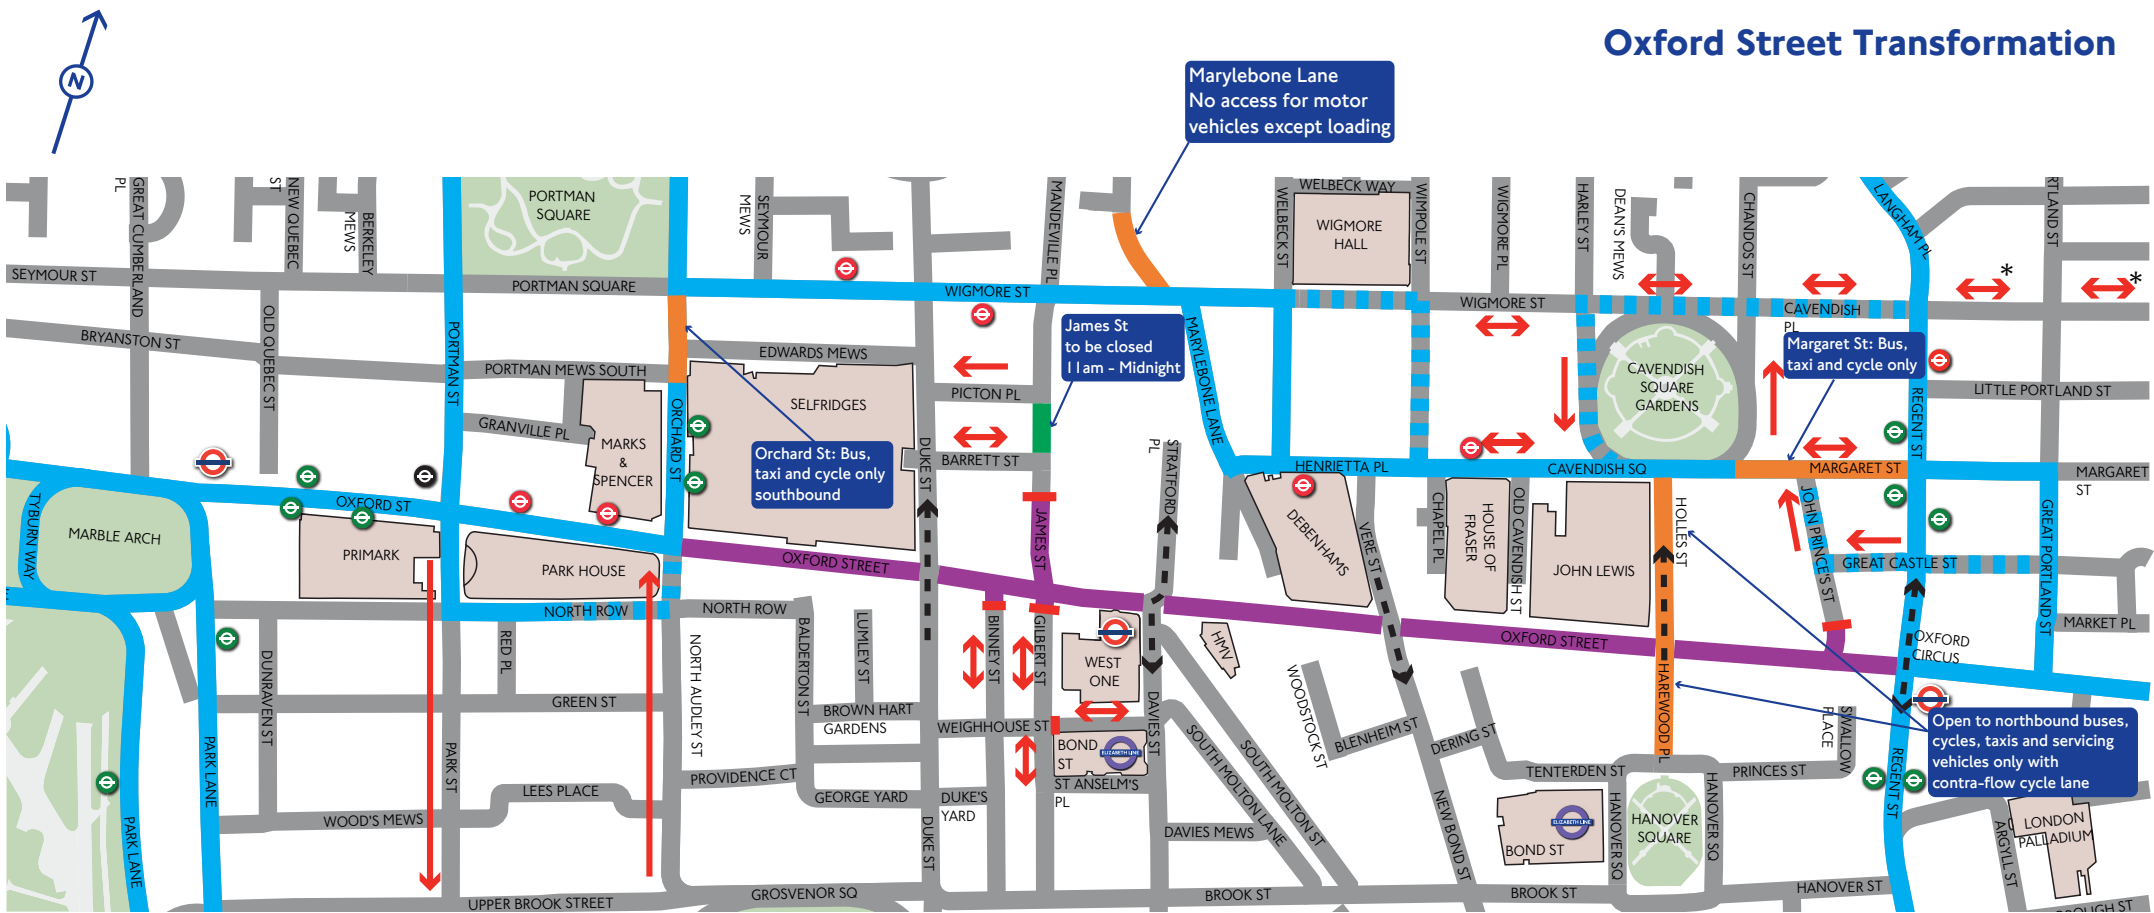 Oxford Street Transformation
N
Marylebone Lane
No access for motor
vehicles except loading
GREAT CUMBERLAND
PL
NEW QUEBEC
ST
BERKELEY
MEWS
PORTMAN
SQUARE
SEYMOUR
MEWS
MANDEVILLE PL
WELBECK WAY
WELBECK ST
WIGMORE
HALL
WIMPOLE ST
WIGMORE PL
HARLEY ST
DEAN'S MEWS
CHANDOS ST
LANGHAM PL
RTLAND ST
SEYMOUR ST
PORTMAN SQUARE
WIGMORE ST
WIGMORE ST
CAVENDISH
PL
*
*
BRYANSTON ST
OLD QUEBEC ST
PORTMAN ST
PORTMAN MEWS SOUTH
EDWARDS MEWS
James St
to be closed
11am - Midnight
MARYLEBONE LANE
Margaret St: Bus,
taxi and cycle only
CAVENDISH
SQUARE
GARDENS
REGENT ST
LITTLE PORTLAND ST
PICTON PL
SELFRIDGES
GRANVILLE PL
MARKS
&
SPENCER
ORCHARD ST
Orchard St: Bus,
taxi and cycle only
southbound
DUKE ST
BARRETT ST
STRATFORD
PL
HENRIETTA PL
CAVENDISH SQ
MARGARET ST
MARGARET
ST
TYBURN WAY
MARBLE ARCH
OXFORD ST
PRIMARK
PARK HOUSE
OXFORD STREET
JAMES ST
DEBENHAMS
VERE ST
CHAPEL PL
HOUSE OF
FRASER
OLD CAVENDISH ST
JOHN LEWIS
HOLLES ST
JOHN PRINCE'S ST
GREAT CASTLE ST
GREAT PORTLAND ST
MARKET PL
NORTH ROW
NORTH ROW
RED PL
NORTH AUDLEY ST
BALDERTON ST
LUMLEY ST
BINNEY ST
GILBERT ST
WEST
ONE
HMV
OXFORD STREET
OXFORD
CIRCUS
DUNRAVEN ST
GREEN ST
BROWN HART
GARDENS
WEIGHHOUSE ST
DAVIES ST
BOND
ST
ELIZABETH LINE
ST ANSELM'S
PL
SOUTH MOLTON LANE
SOUTH MOLTON ST
WOODSTOCK ST
BLENHEIM ST
DERING ST
HAREWOOD PL
SWALLOW
PLACE
Open to northbound buses,
cycles, taxis and servicing
vehicles only with
contra-flow cycle lane
PARK LANE
PARK ST
PROVIDENCE CT
LEES PLACE
GEORGE YARD
DUKE'S
YARD
TENTERDEN ST
PRINCES ST
REGENT ST
WOOD'S MEWS
PARK LANE
DUKE ST
DAVIES MEWS
NEW BOND ST
ELIZABETH LINE
BOND ST
HANOVER SQ
HANOVER
SQUARE
HANOVER SQ
ARGYLL ST
LONDON
PALLADIUM
UPPER BROOK STREET
GROSVENOR SQ
BROOK ST
BROOK ST
HANOVER ST
OUGH ST